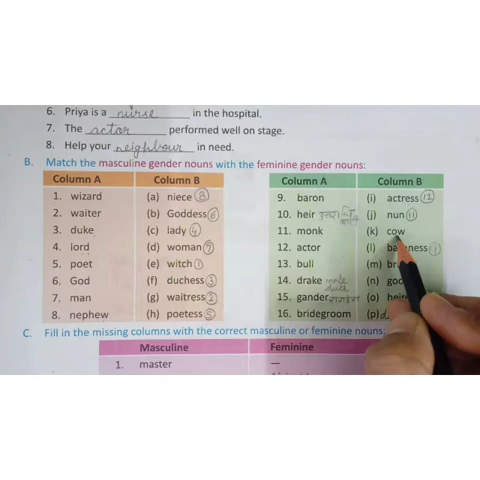 6. Priya is a nurse in the hospital.
7. The actor performed well on stage.
8. Help your neighbour in need.
B. Match the masculine gender nouns with the feminine gender nouns:
Column A Column B
1. wizard (a) niece 8
2. waiter (b) Goddess 6
3. duke (c) lady 4
4. lord (d) woman 7
5. poet (e) witch 1
6. God (f) duchess 3
7. man (g) waitress 2
8. nephew (h) poetess 5
Column A Column B
9. baron (i) actress 12
10. heir (j) nun 11
11. monk (k) cow
12. actor (l)
13. bull (m)
14. drake male duck (n)
15. gander (o)
16. bridegroom (p)
C. Fill in the missing columns with the correct masculine or feminine nouns:
Masculine Feminine
1. master —